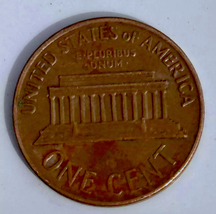 UNITED STATES OF AMERICA
E·PLURIBUS
·UNUM·
ONE CENT